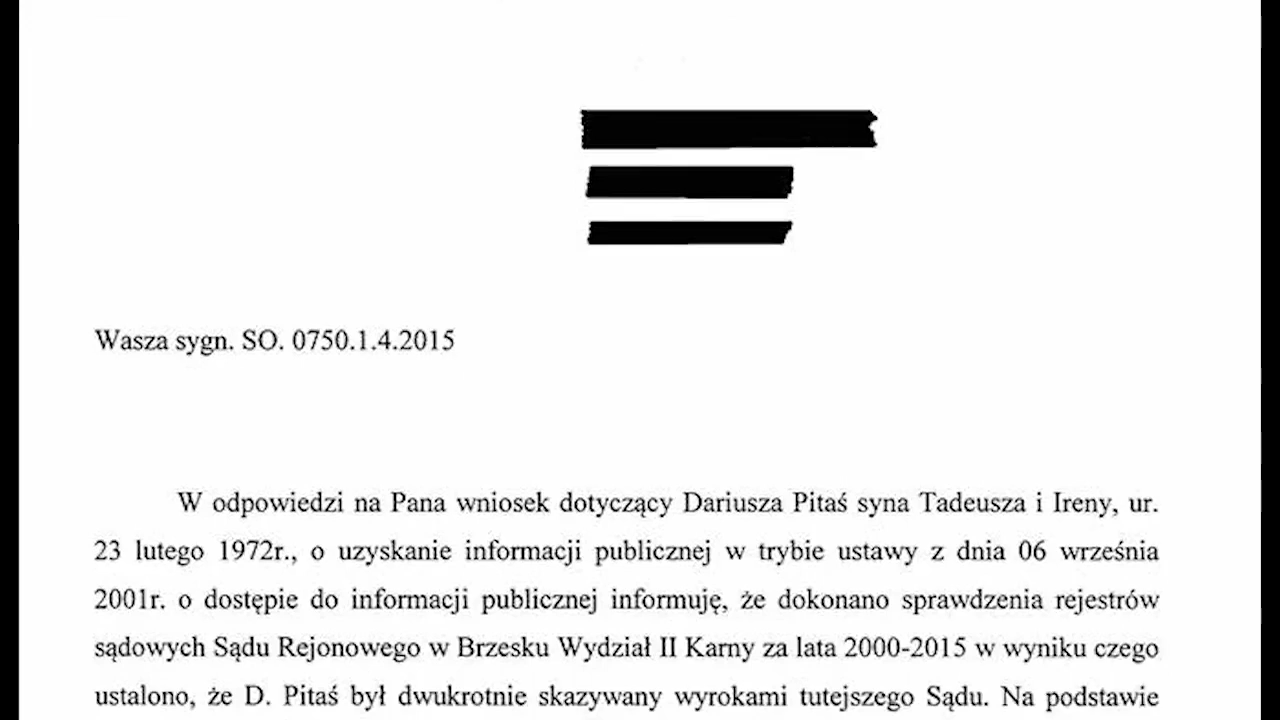 Wasza sygn. SO. 0750.1.4.2015
W odpowiedzi na Pana wniosek dotyczący Dariusza Pitaś syna Tadeusza i Ireny, ur.
23 lutego 1972r., o uzyskanie informacji publicznej w trybie ustawy z dnia 06 września
2001r. o dostępie do informacji publicznej informuję, że dokonano sprawdzenia rejestrów
sądowych Sądu Rejonowego w Brzesku Wydział II Karny za lata 2000-2015 w wyniku czego
ustalono, że D. Pitaś był dwukrotnie skazywany wyrokami tutejszego Sądu. Na podstawie